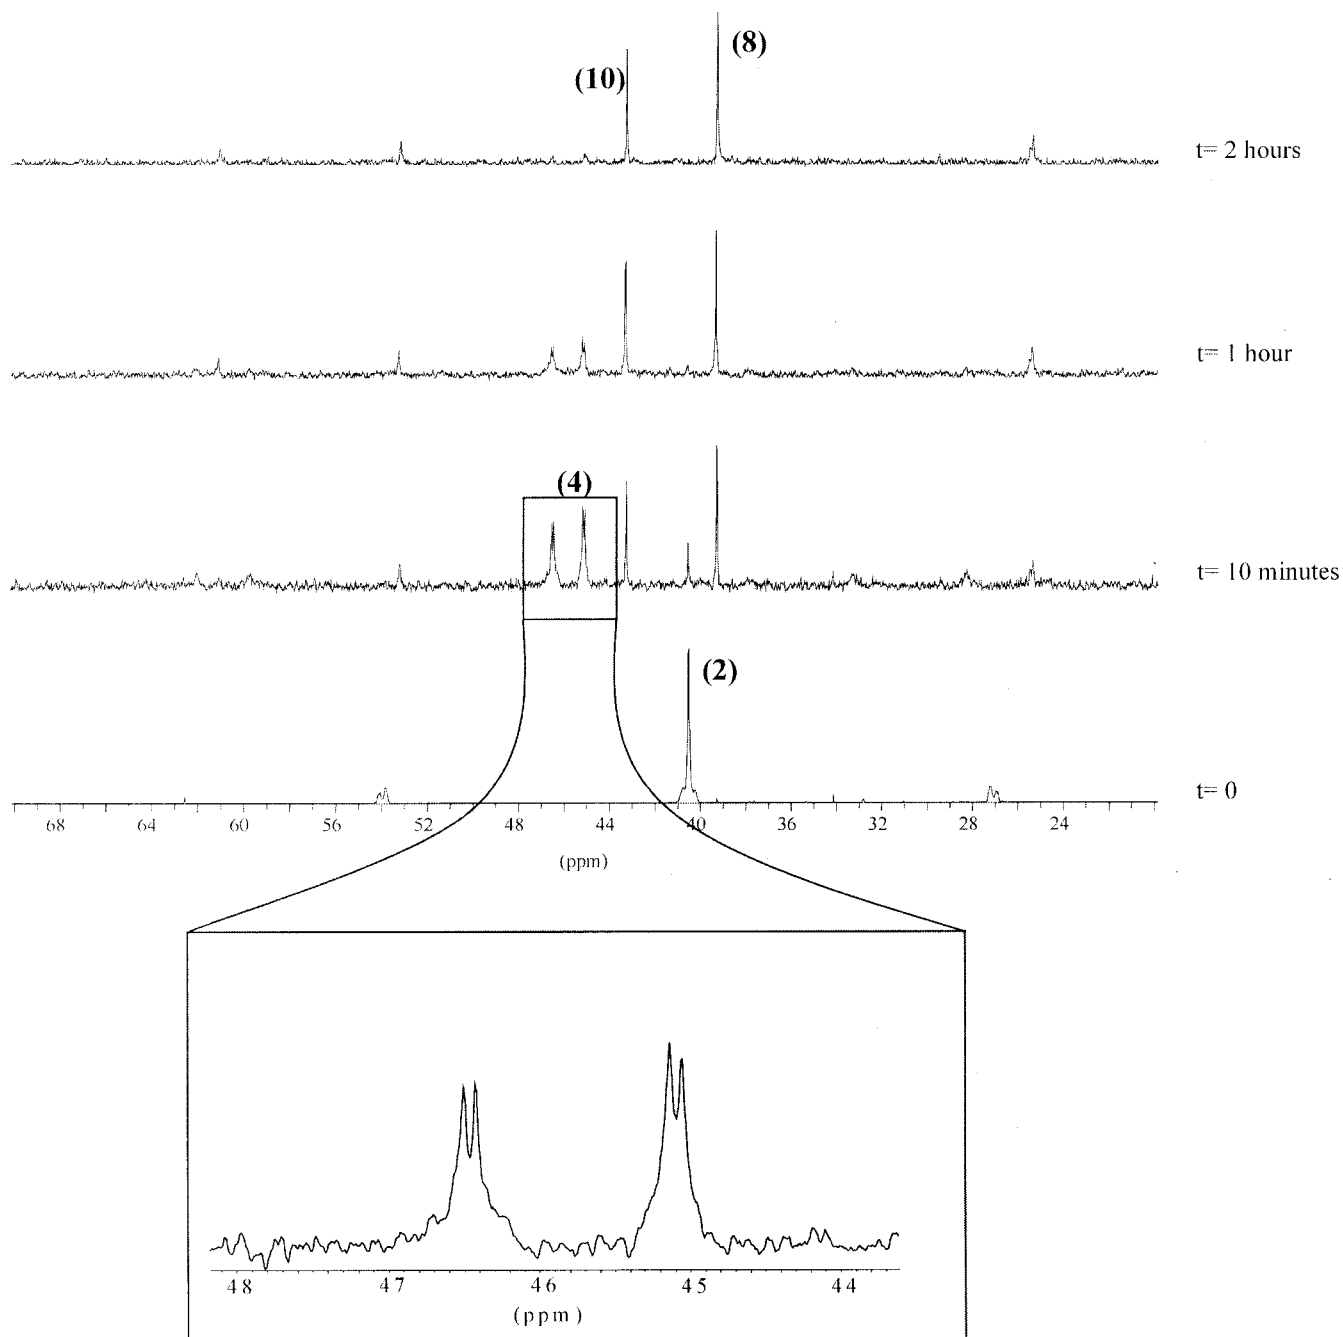 (8)
(10)
t= 2 hours
t= 1 hour
(4)
t= 10 minutes
(2)
t= 0
68 64 60 56 52 48 44 40 36 32 28 24
(ppm)
48 47 46 45 44
(ppm)